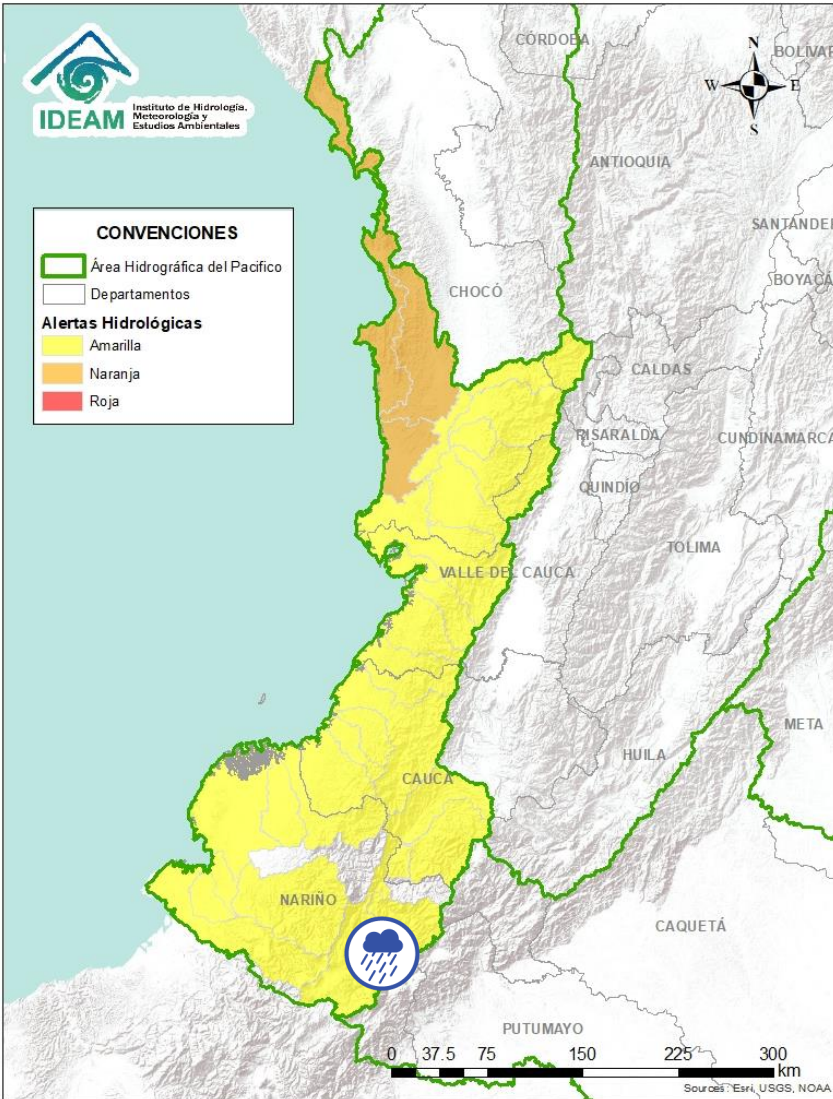 IDEAM
Instituto de Hidrología,
Meteorología y
Estudios Ambientales
N
W
E
S
CONVENCIONES
Área Hidrográfica del Pacifico
Departamentos
Alertas Hidrológicas
Amarilla
Naranja
Roja
CÓRDOBA
BOLIVAR
ANTIOQUIA
SANTANDER
BOYACÁ
CHOCÓ
CALDAS
RISARALDA
CUNDINAMARCA
QUINDÍO
TOLIMA
VALLE DEL CAUCA
META
HUILA
CAUCA
NARIÑO
CAQUETÁ
PUTUMAYO
0 37.5 75 150 225 300
km
Sources: Esri, USGS, NOAA